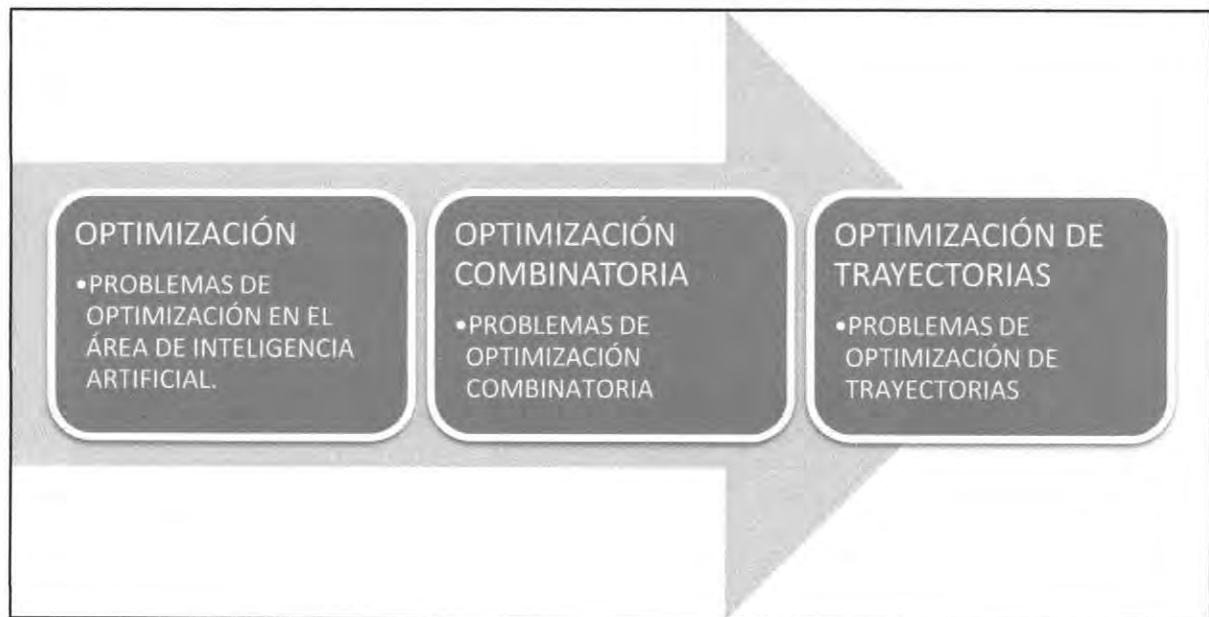 OPTIMIZACIÓN
•PROBLEMAS DE
OPTIMIZACIÓN EN EL
ÁREA DE INTELIGENCIA
ARTIFICIAL.
OPTIMIZACIÓN
COMBINATORIA
•PROBLEMAS DE
OPTIMIZACIÓN
COMBINATORIA
OPTIMIZACIÓN DE
TRAYECTORIAS
•PROBLEMAS DE
OPTIMIZACIÓN DE
TRAYECTORIAS